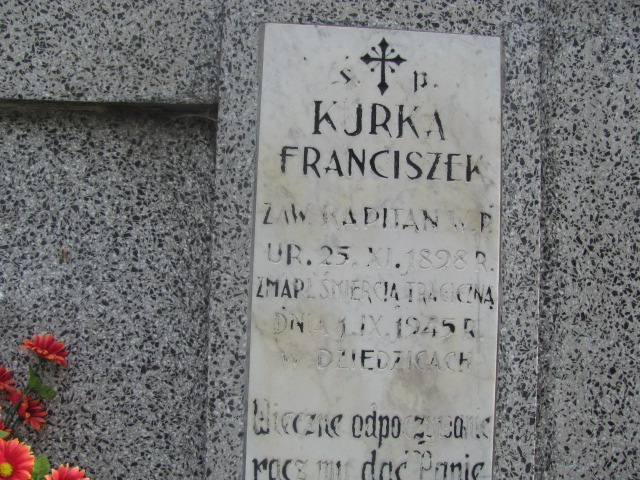 ś. p.
KURKA
FRANCISZEK
ZAW. KAPITAN W.P.
UR. 25. XI. 1898 R.
ZMARŁ ŚMIERCIĄ TRAGICZNĄ
DNIA 1. IX. 1945 R.
W DZIEDZICACH
Wieczne odpoczywanie
racz mu dać Panie